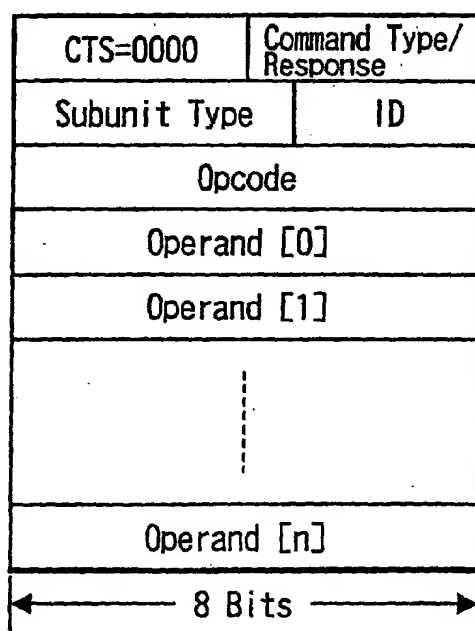 CTS=0000
Command Type/
Response
Subunit Type
ID
Opcode
Operand [0]
Operand [1]
Operand [n]
8 Bits